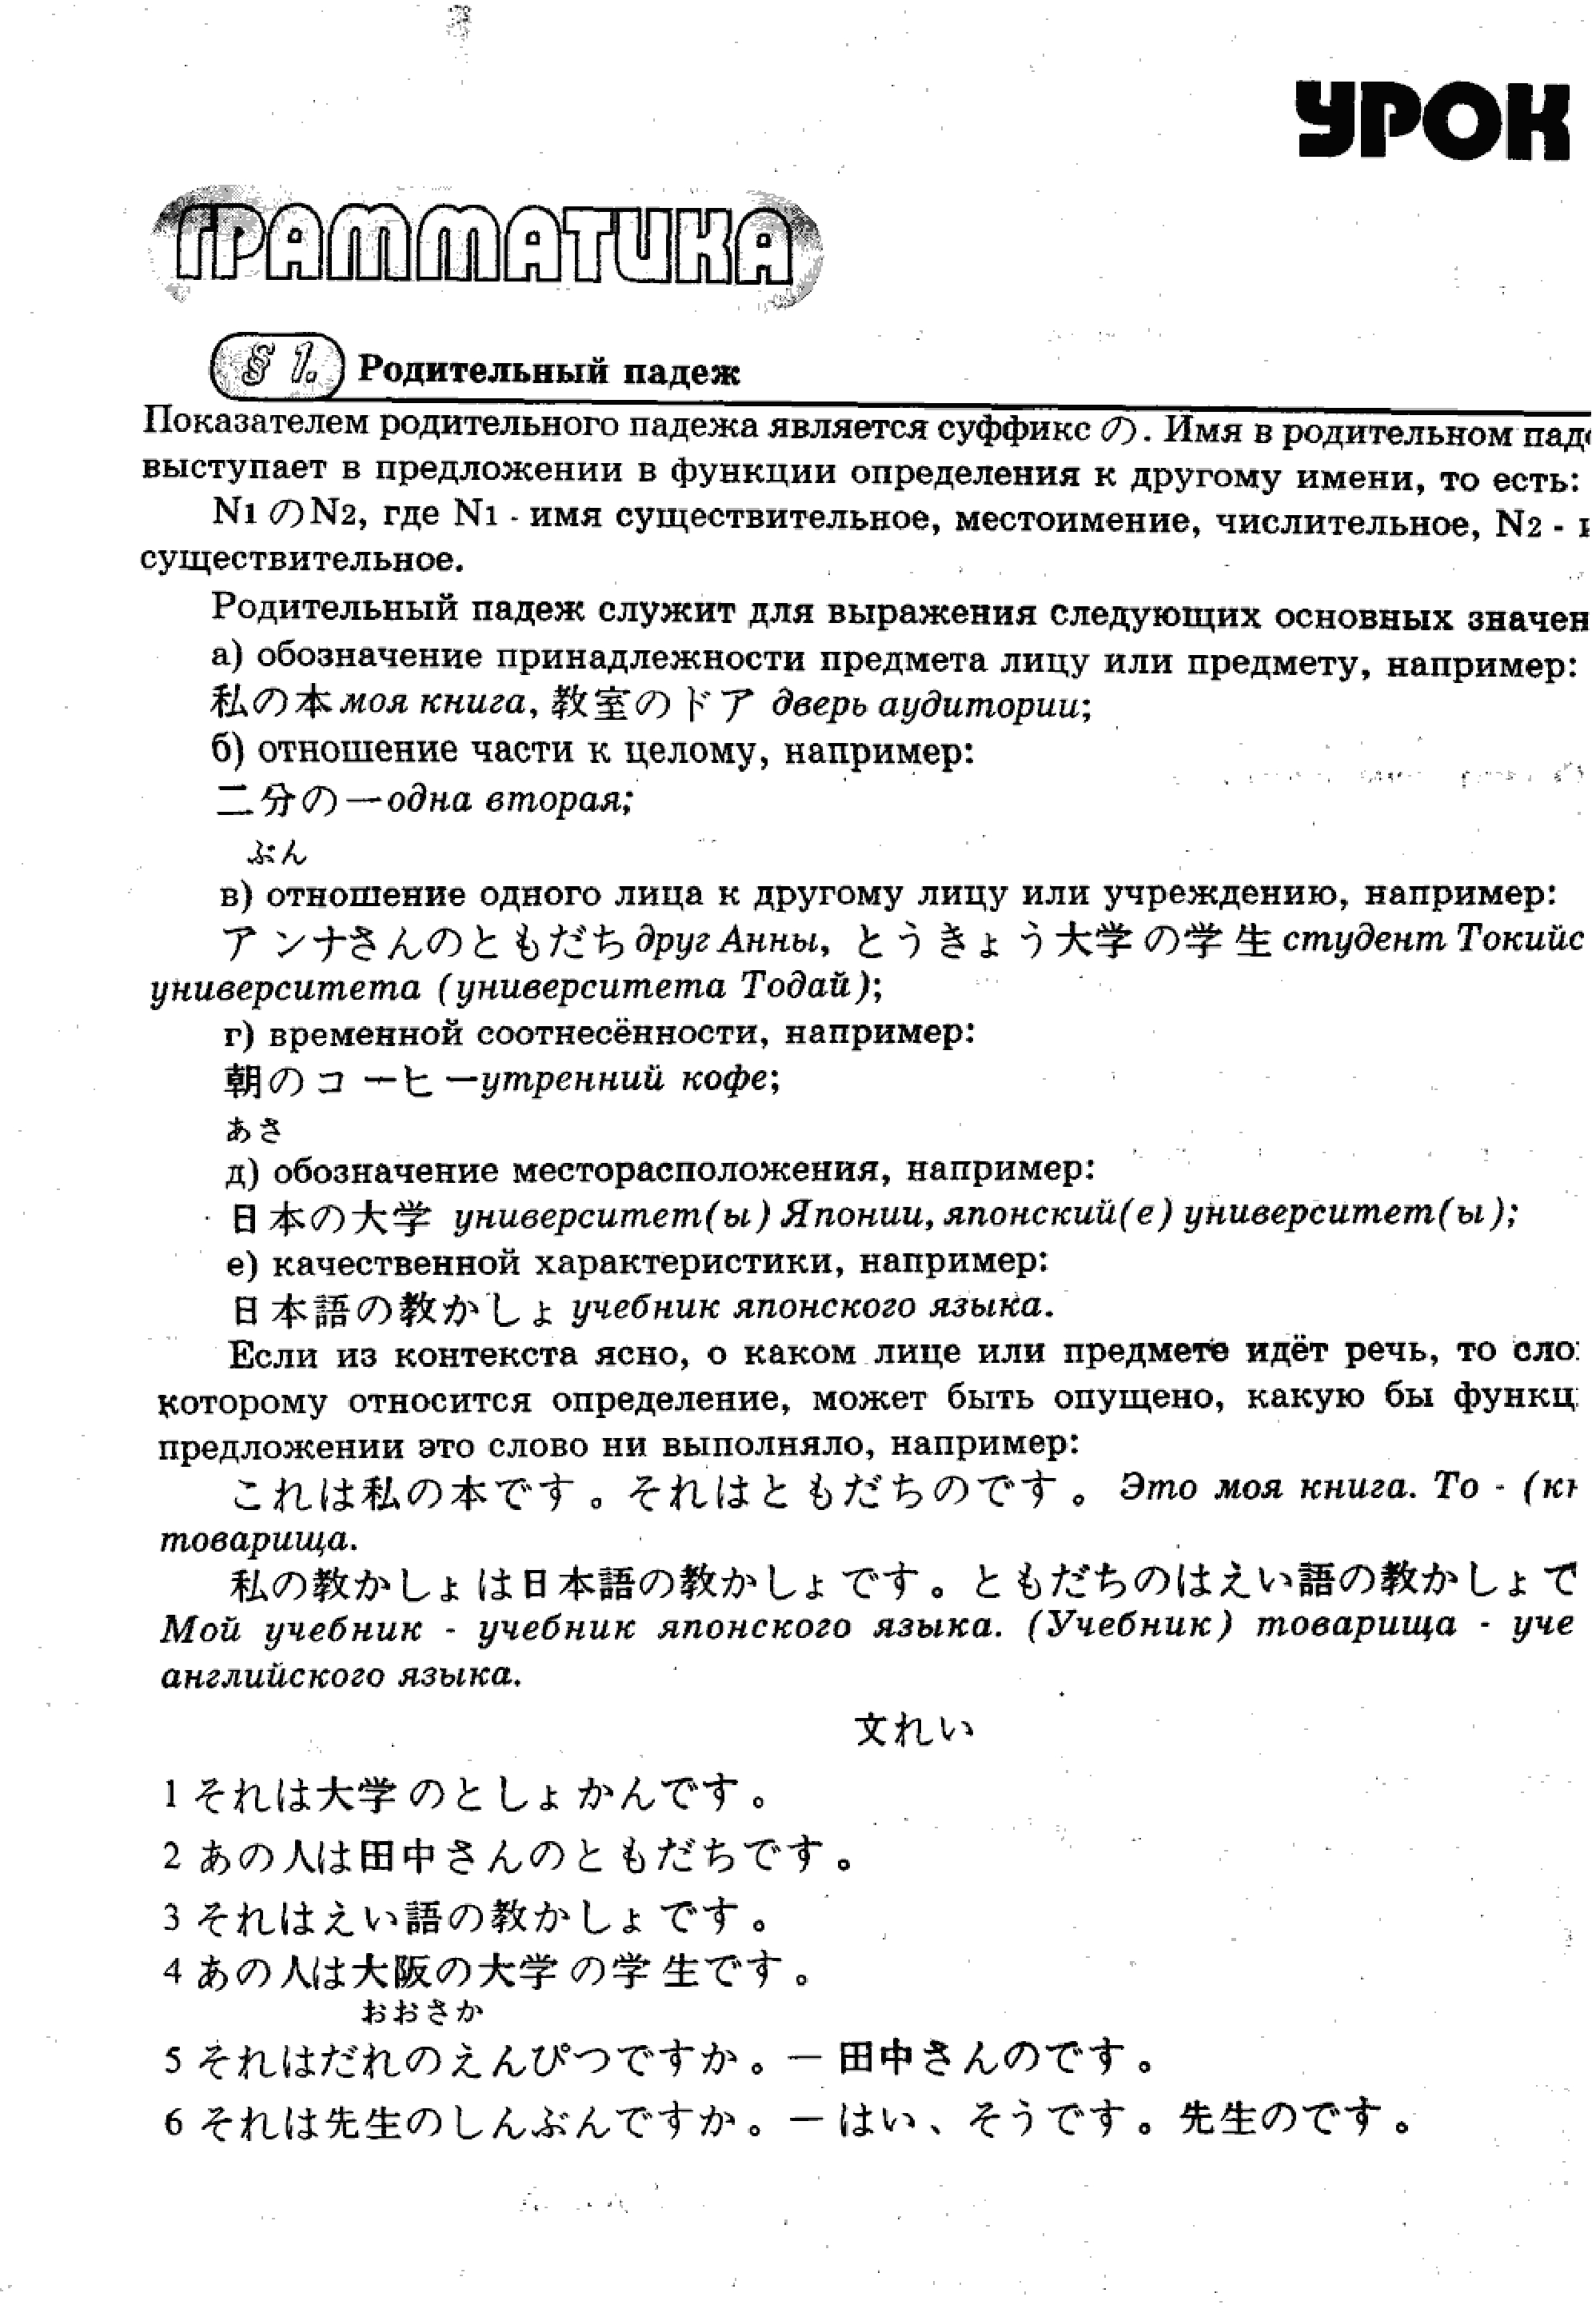 УРОК
ГРАММАТИКА
§ 1. Родительный падеж
Показателем родительного падежа является суффикс の. Имя в родительном
выступает в предложении в функции определения к другому имени, то есть:
N1 のN2, где N1 - имя существительное, местоимение, числительное, N2 -
существительное.
Родительный падеж служит для выражения следующих основных
а) обозначение принадлежности предмета лицу или предмету, например:
私の本 моя книга, 教室のドア дверь аудитории;
б) отношение части к целому, например:
二分の一 одна вторая;
ぶん
в) отношение одного лица к другому лицу или учреждению, например:
アンナさんのともだち друг Анны, とうきょう大学の学生 студент
университета (университета Тодай);
г) временной соотнесённости, например:
朝のコーヒー утренний кофе;
あさ
д) обозначение месторасположения, например:
日本の大学 университет(ы) Японии, японский(е) университет(ы);
е) качественной характеристики, например:
日本語の教かしょ учебник японского языка.
Если из контекста ясно, о каком лице или предмете идёт речь, то
которому относится определение, может быть опущено, какую бы
предложении это слово ни выполняло, например:
これは私の本です。それはともだちのです。 Это моя книга. То -
товарища.
私の教かしょは日本語の教かしょです。ともだちのはえい語の教かしょで
Мой учебник - учебник японского языка. (Учебник) товарища -
английского языка.
文れい
1 それは大学のとしょかんです。
2 あの人は田中さんのともだちです。
3 それはえい語の教かしょです。
4 あの人は大阪の大学の学生です。
おおさか
5 それはだれのえんぴつですか。ー田中さんのです。
6 それは先生のしんぶんですか。ーはい、そうです。先生のです。